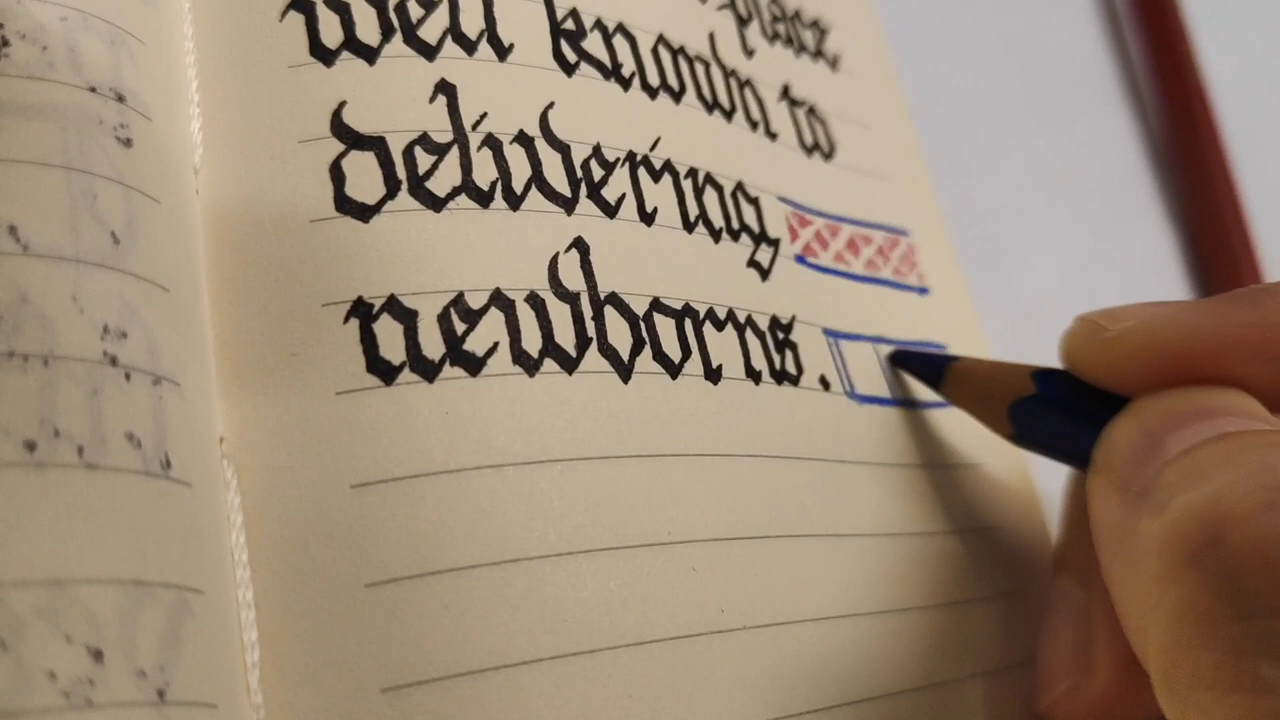 place
well known to
delivering
newborns.